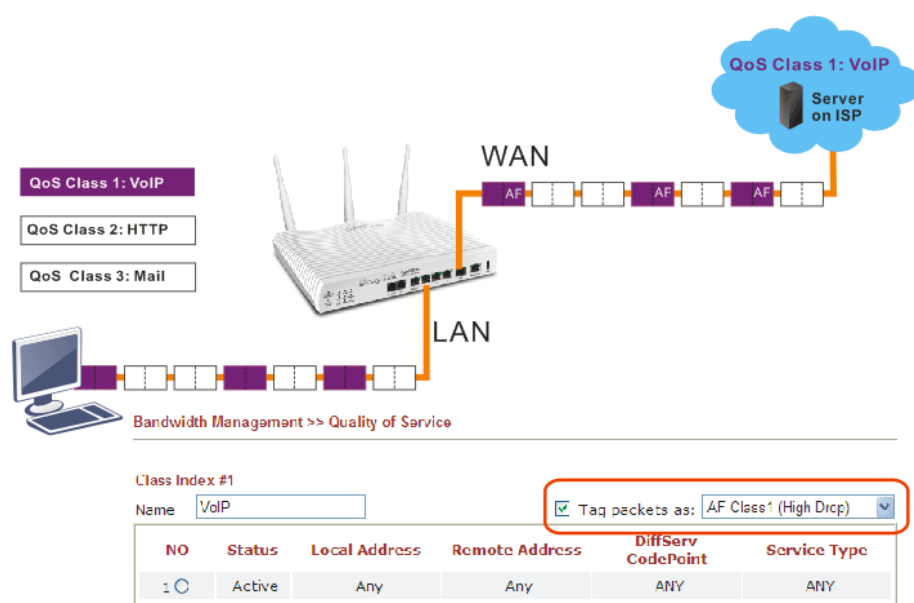 QoS Class 1: VoIP
Server
on ISP
WAN
QoS Class 1: VoIP
AF
AF
AF
QoS Class 2: HTTP
QoS Class 3: Mail
LAN
Bandwidth Management >> Quality of Service
Class Index #1
Name VoIP
Tag packets as: AF Class1 (High Drop)
NO Status Local Address Remote Address DiffServ CodePoint Service Type
1 Active Any Any ANY ANY